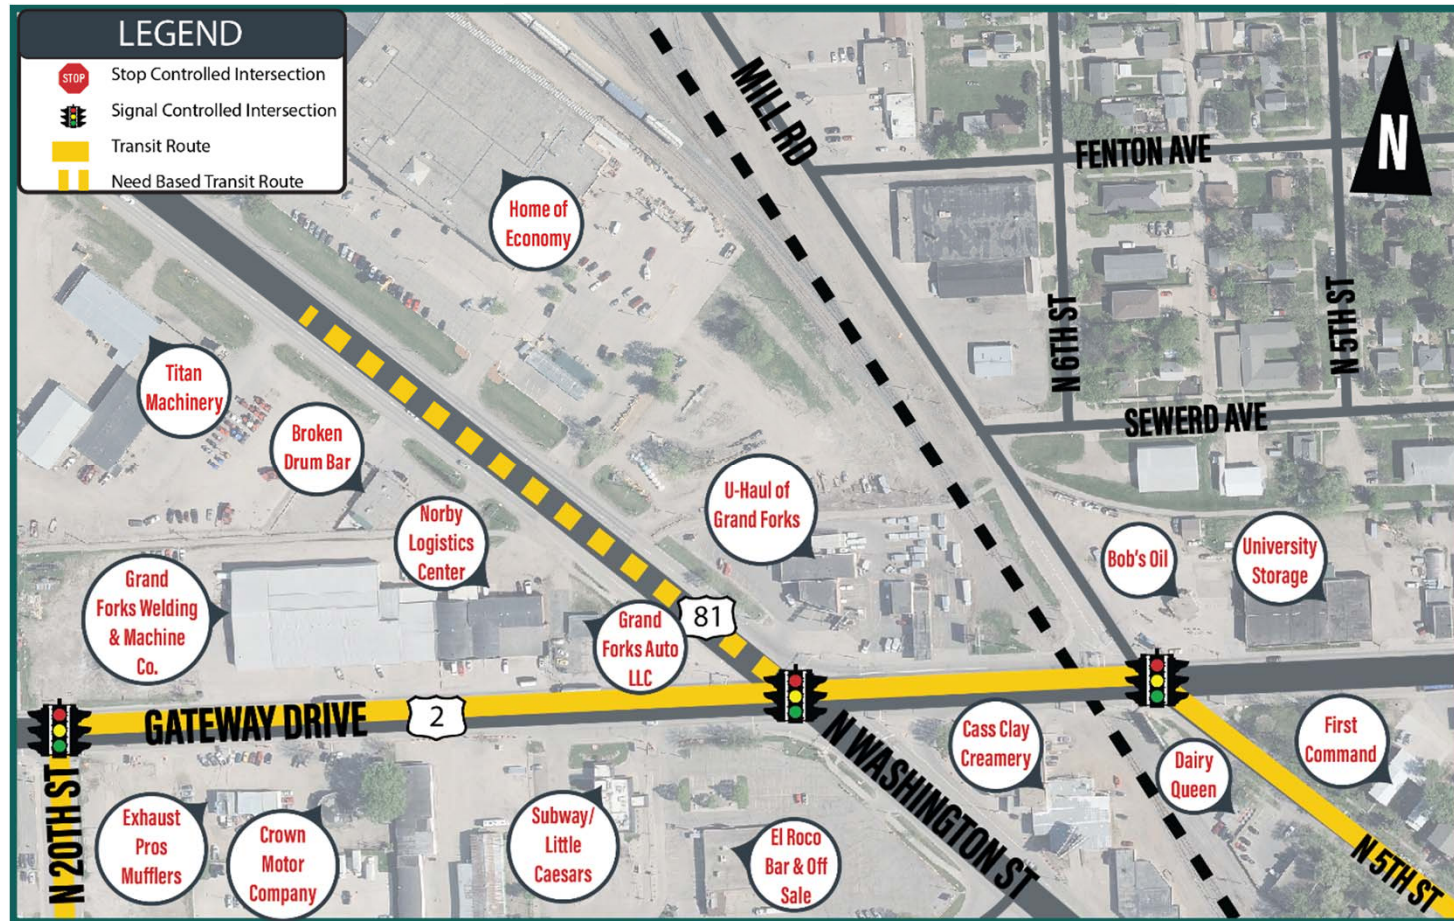 LEGEND
STOP
Stop Controlled Intersection
Signal Controlled Intersection
Transit Route
Need Based Transit Route
MILL RD
FENTON AVE
N
Home of
Economy
N 6TH ST
N 5TH ST
Titan
Machinery
SEWERD AVE
Broken
Drum Bar
U-Haul of
Grand Forks
Norby
Logistics
Center
Bob's Oil
University
Storage
Grand
Forks Welding
& Machine
Co.
81
Grand
Forks Auto
LLC
GATEWAY DRIVE
2
N WASHINGTON ST
Cass Clay
Creamery
First
Command
Dairy
Queen
N 20TH ST
Exhaust
Pros
Mufflers
Crown
Motor
Company
Subway/
Little
Caesars
El Roco
Bar & Off
Sale
N 5TH ST